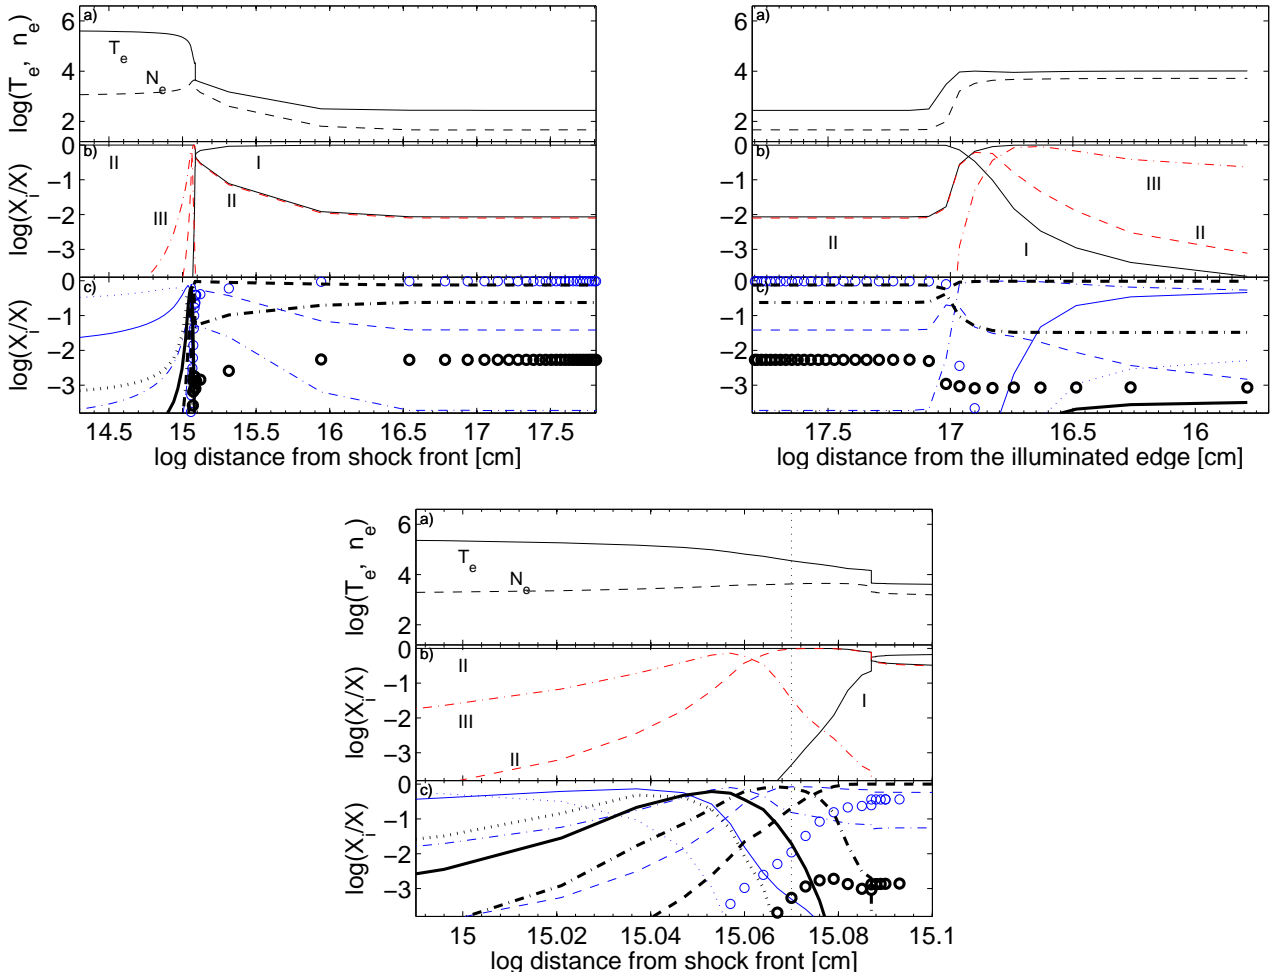 a)
6
4
2
log(T_e, n_e)
T_e
N_e
b)
0
−1
−2
−3
log(X_i/X)
II
I
III
II
c)
0
−1
−2
−3
log(X_i/X)
14.5 15 15.5 16 16.5 17 17.5
log distance from shock front [cm]
a)
6
4
2
b)
0
−1
−2
−3
III
II
I
II
c)
0
−1
−2
−3
17.5 17 16.5 16
log distance from the illuminated edge [cm]
a)
6
4
2
log(T_e, n_e)
T_e
N_e
b)
0
−1
−2
−3
log(X_i/X)
II
III
I
II
c)
0
−1
−2
−3
log(X_i/X)
15 15.02 15.04 15.06 15.08 15.1
log distance from shock front [cm]